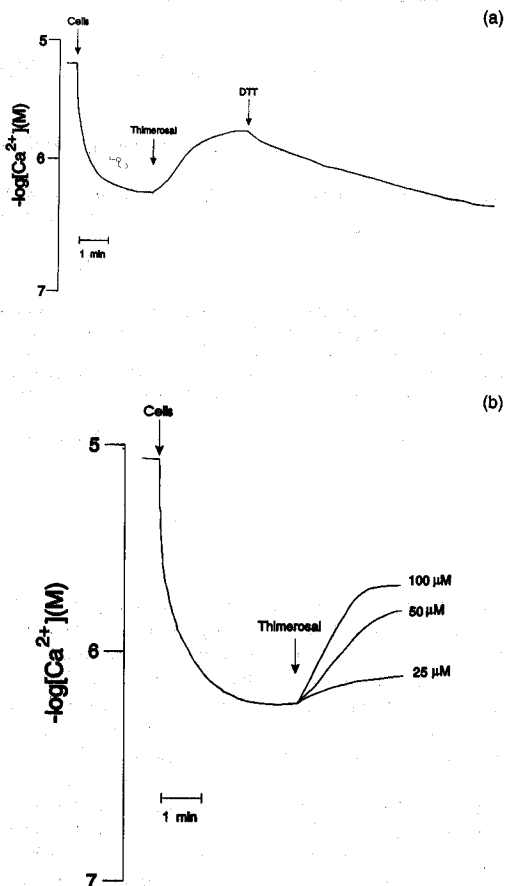 (a)
Cells
5
DTT
Thimerosal
6
-log[Ca2+](M)
1 min
7
(b)
Cells
5
100 μM
50 μM
Thimerosal
6
25 μM
-log[Ca2+](M)
1 min
7